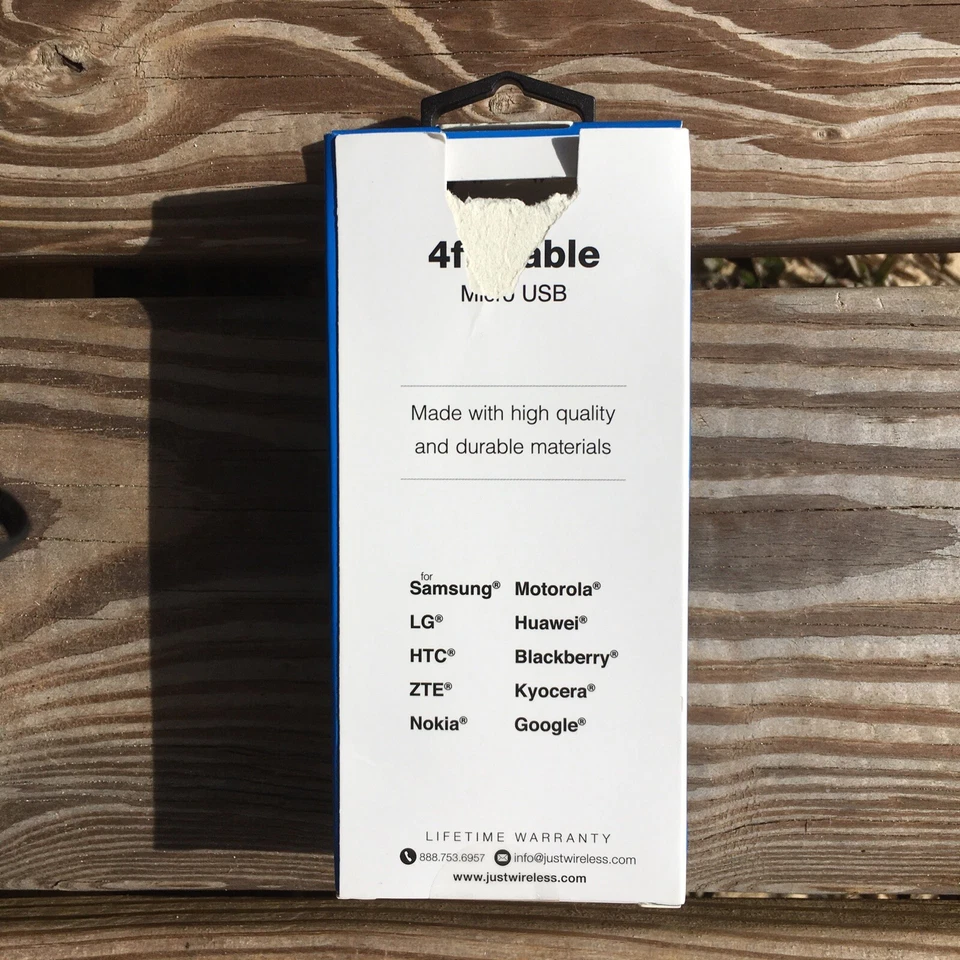 4f able
Micro USB
Made with high quality
and durable materials
for
Samsung® Motorola®
LG® Huawei®
HTC® Blackberry®
ZTE® Kyocera®
Nokia® Google®
LIFETIME WARRANTY
888.753.6957 info@justwireless.com
www.justwireless.com